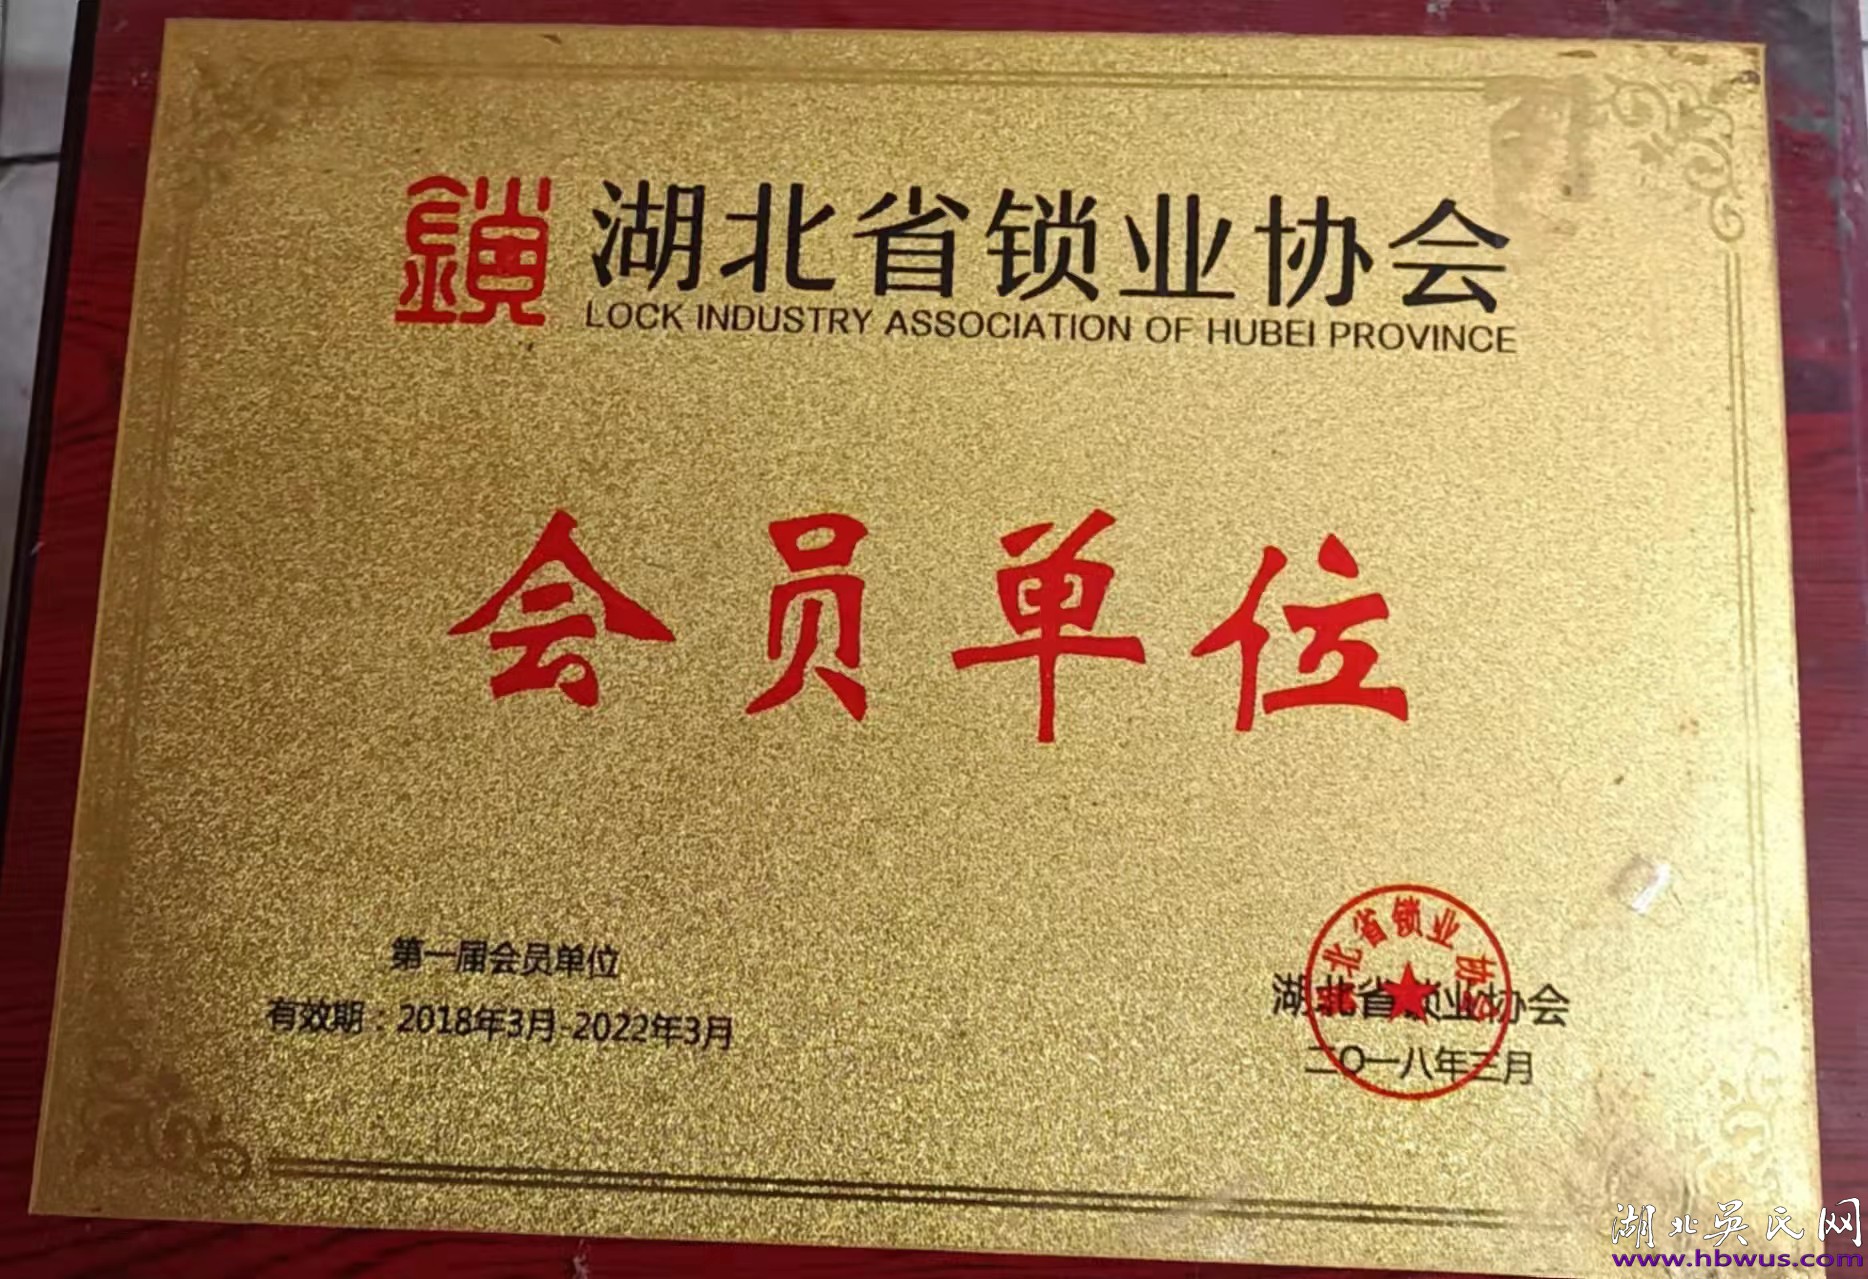 鎖 湖北省锁业协会
LOCK INDUSTRY ASSOCIATION OF HUBEI PROVINCE
会员单位
第一届会员单位
有效期：2018年3月-2022年3月
湖北省锁业协会
湖北省锁业协会
二〇一八年三月
湖北吴氏网
www.hbwus.com